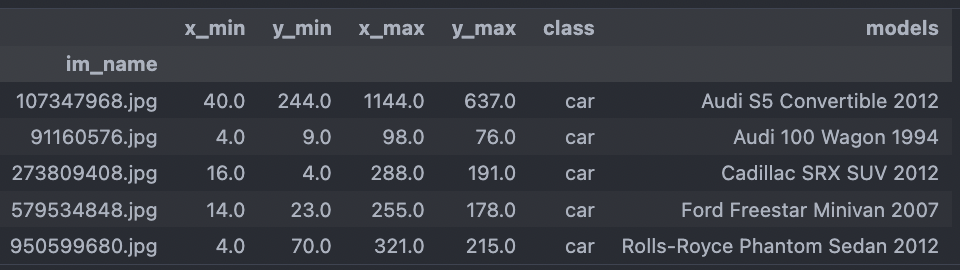 x_min y_min x_max y_max class models
im_name
107347968.jpg 40.0 244.0 1144.0 637.0 car Audi S5 Convertible 2012
91160576.jpg 4.0 9.0 98.0 76.0 car Audi 100 Wagon 1994
273809408.jpg 16.0 4.0 288.0 191.0 car Cadillac SRX SUV 2012
579534848.jpg 14.0 23.0 255.0 178.0 car Ford Freestar Minivan 2007
950599680.jpg 4.0 70.0 321.0 215.0 car Rolls-Royce Phantom Sedan 2012